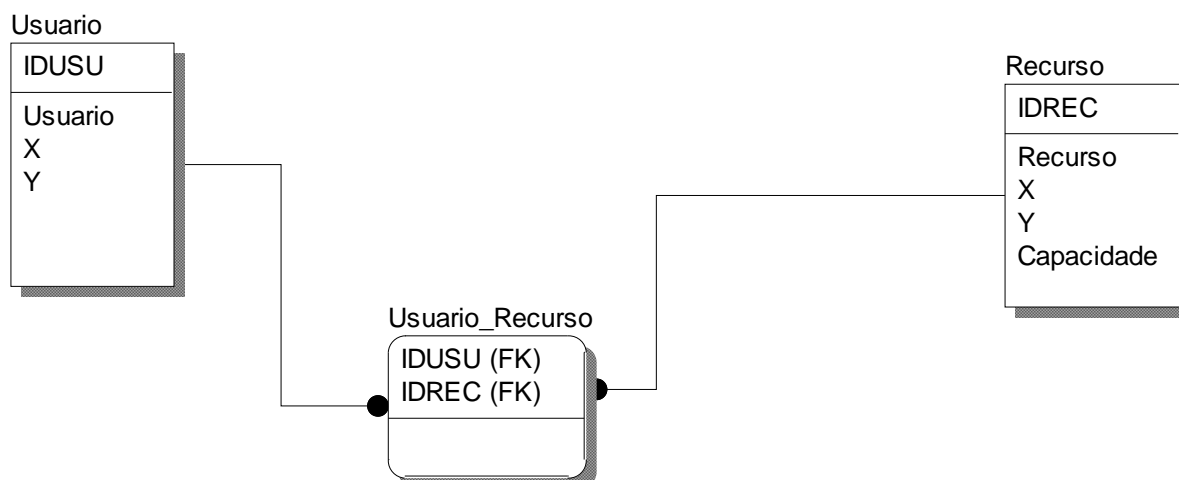 Usuario
IDUSU
Usuario
X
Y
Recurso
IDREC
Recurso
X
Y
Capacidade
Usuario_Recurso
IDUSU (FK)
IDREC (FK)